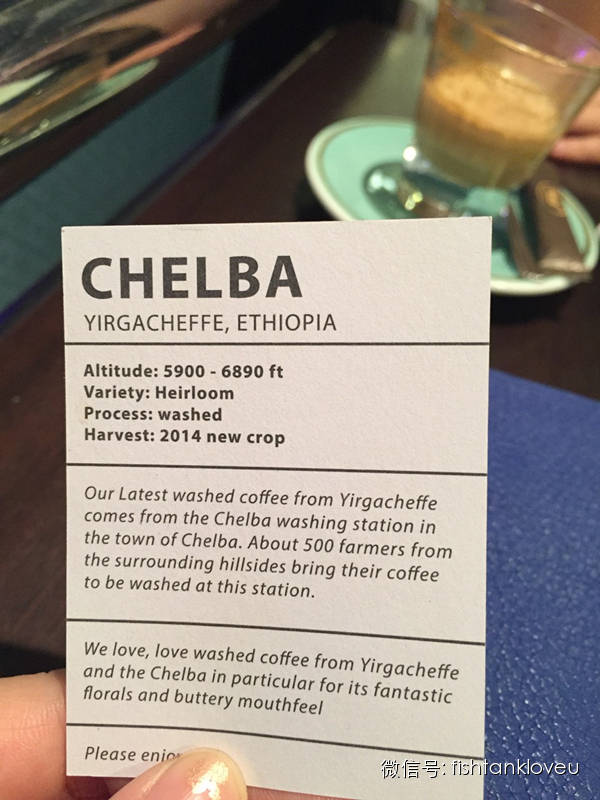 CHELBA
YIRGACHEFFE, ETHIOPIA
Altitude: 5900 - 6890 ft
Variety: Heirloom
Process: washed
Harvest: 2014 new crop
Our Latest washed coffee from Yirgacheffe
comes from the Chelba washing station in
the town of Chelba. About 500 farmers from
the surrounding hillsides bring their coffee
to be washed at this station.
We love, love washed coffee from Yirgacheffe
and the Chelba in particular for its fantastic
florals and buttery mouthfeel
Please
微信号: fishtankloveu